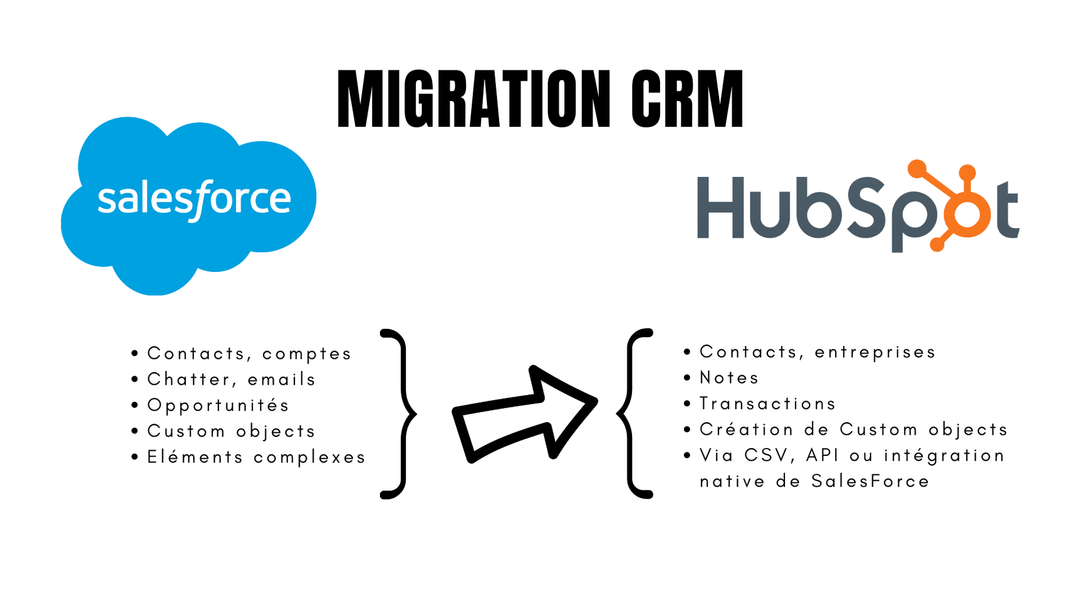 MIGRATION CRM
salesforce
HubSpot
• Contacts, comptes
• Chatter, emails
• Opportunités
• Custom objects
• Eléments complexes
• Contacts, entreprises
• Notes
• Transactions
• Création de Custom objects
• Via CSV, API ou intégration
native de SalesForce